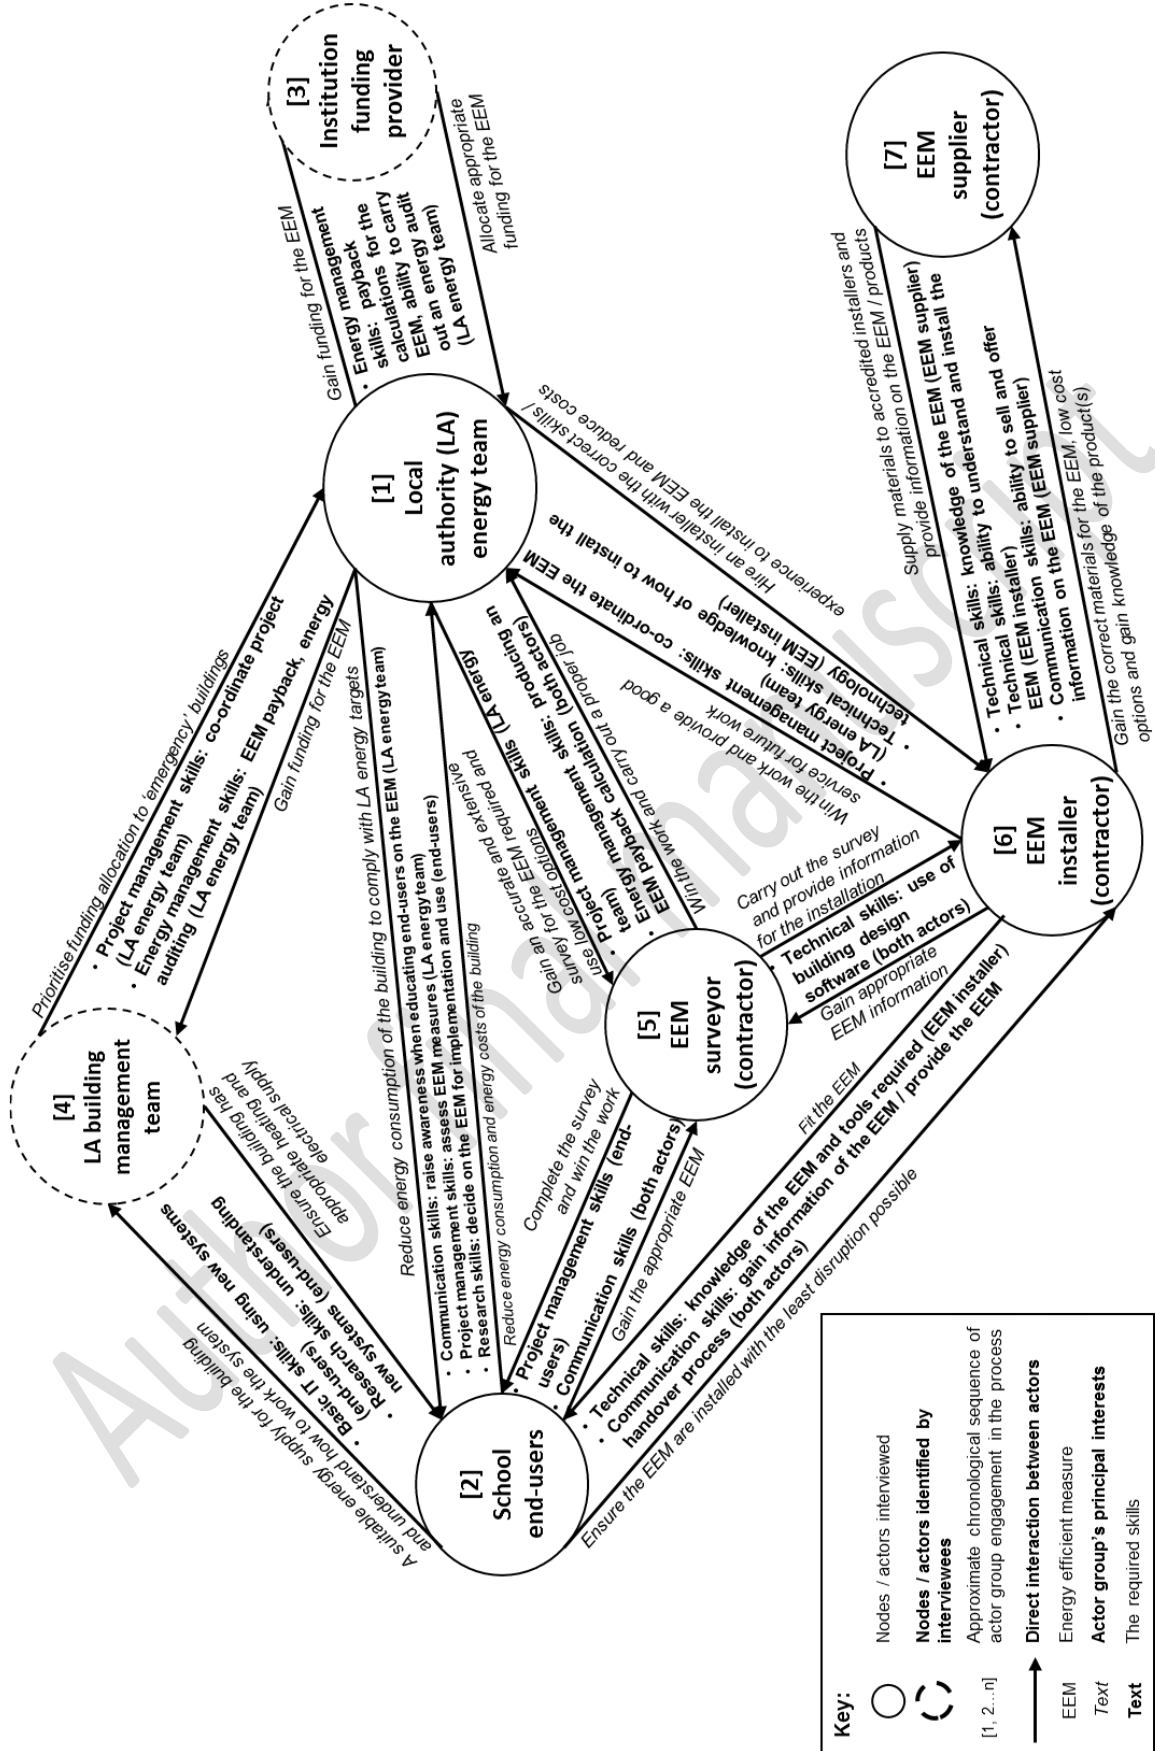 [4]
LA building
management
team
[3]
Institution
funding
provider
[1]
Local
authority (LA)
energy team
[2]
School
end-users
[5]
EEM
surveyor
(contractor)
[6]
EEM
installer
(contractor)
[7]
EEM
supplier
(contractor)
Prioritise funding allocation to ‘emergency’ buildings
• Project management skills: co-ordinate project
(LA energy team)
• Energy management skills: EEM payback, energy
auditing (LA energy team)
Gain funding for the EEM
Gain funding for the EEM
• Energy management
skills: payback
calculations for the
EEM, ability to carry
out an energy audit
(LA energy team)
Allocate appropriate
funding for the EEM
Ensure the building has
appropriate heating and
electrical supply
• Research skills: understanding
new systems (end-users)
• Basic IT skills: using new systems
(end-users)
A suitable energy supply for the building
and understand how to work the system
Reduce energy consumption of the building to comply with LA energy targets
• Communication skills: raise awareness when educating end-users on the EEM (LA energy team)
• Project management skills: assess EEM measures (LA energy team)
• Research skills: decide on the EEM for implementation and use (end-users)
Reduce energy consumption and energy costs of the building
Gain an accurate and extensive
survey for the EEM required and
use low cost options
• Project management skills (LA energy
team)
• Energy management skills: producing an
EEM payback calculation (both actors)
Win the work and carry out a proper job
Hire an installer with the correct skills /
experience to install the EEM and reduce costs
• Technical skills: knowledge of how to install the
technology (EEM installer)
• Project management skills: co-ordinate the EEM
(LA energy team)
Win the work and provide a good
service for future work
Complete the survey
and win the work
• Project management skills (end-
users)
• Communication skills (both actors)
Gain the appropriate EEM
Carry out the survey
and provide information
for the installation
• Technical skills: use of
building design
software (both actors)
Gain appropriate
EEM information
Fit the EEM
• Technical skills: knowledge of the EEM and tools required (EEM installer)
• Communication skills: gain information of the EEM / provide the EEM
handover process (both actors)
Ensure the EEM are installed with the least disruption possible
Supply materials to accredited installers and
provide information on the EEM / products
• Technical skills: knowledge of the EEM (EEM supplier)
• Technical skills: ability to understand and install the
EEM (EEM installer)
• Communication skills: ability to sell and offer
information on the EEM (EEM supplier)
Gain the correct materials for the EEM, low cost
options and gain knowledge of the product(s)
Key:
Nodes / actors interviewed
Nodes / actors identified by
interviewees
[1, 2...n]
Approximate chronological sequence of
actor group engagement in the process
Direct interaction between actors
EEM
Energy efficient measure
Text
Actor group's principal interests
Text
The required skills
Author final manuscript